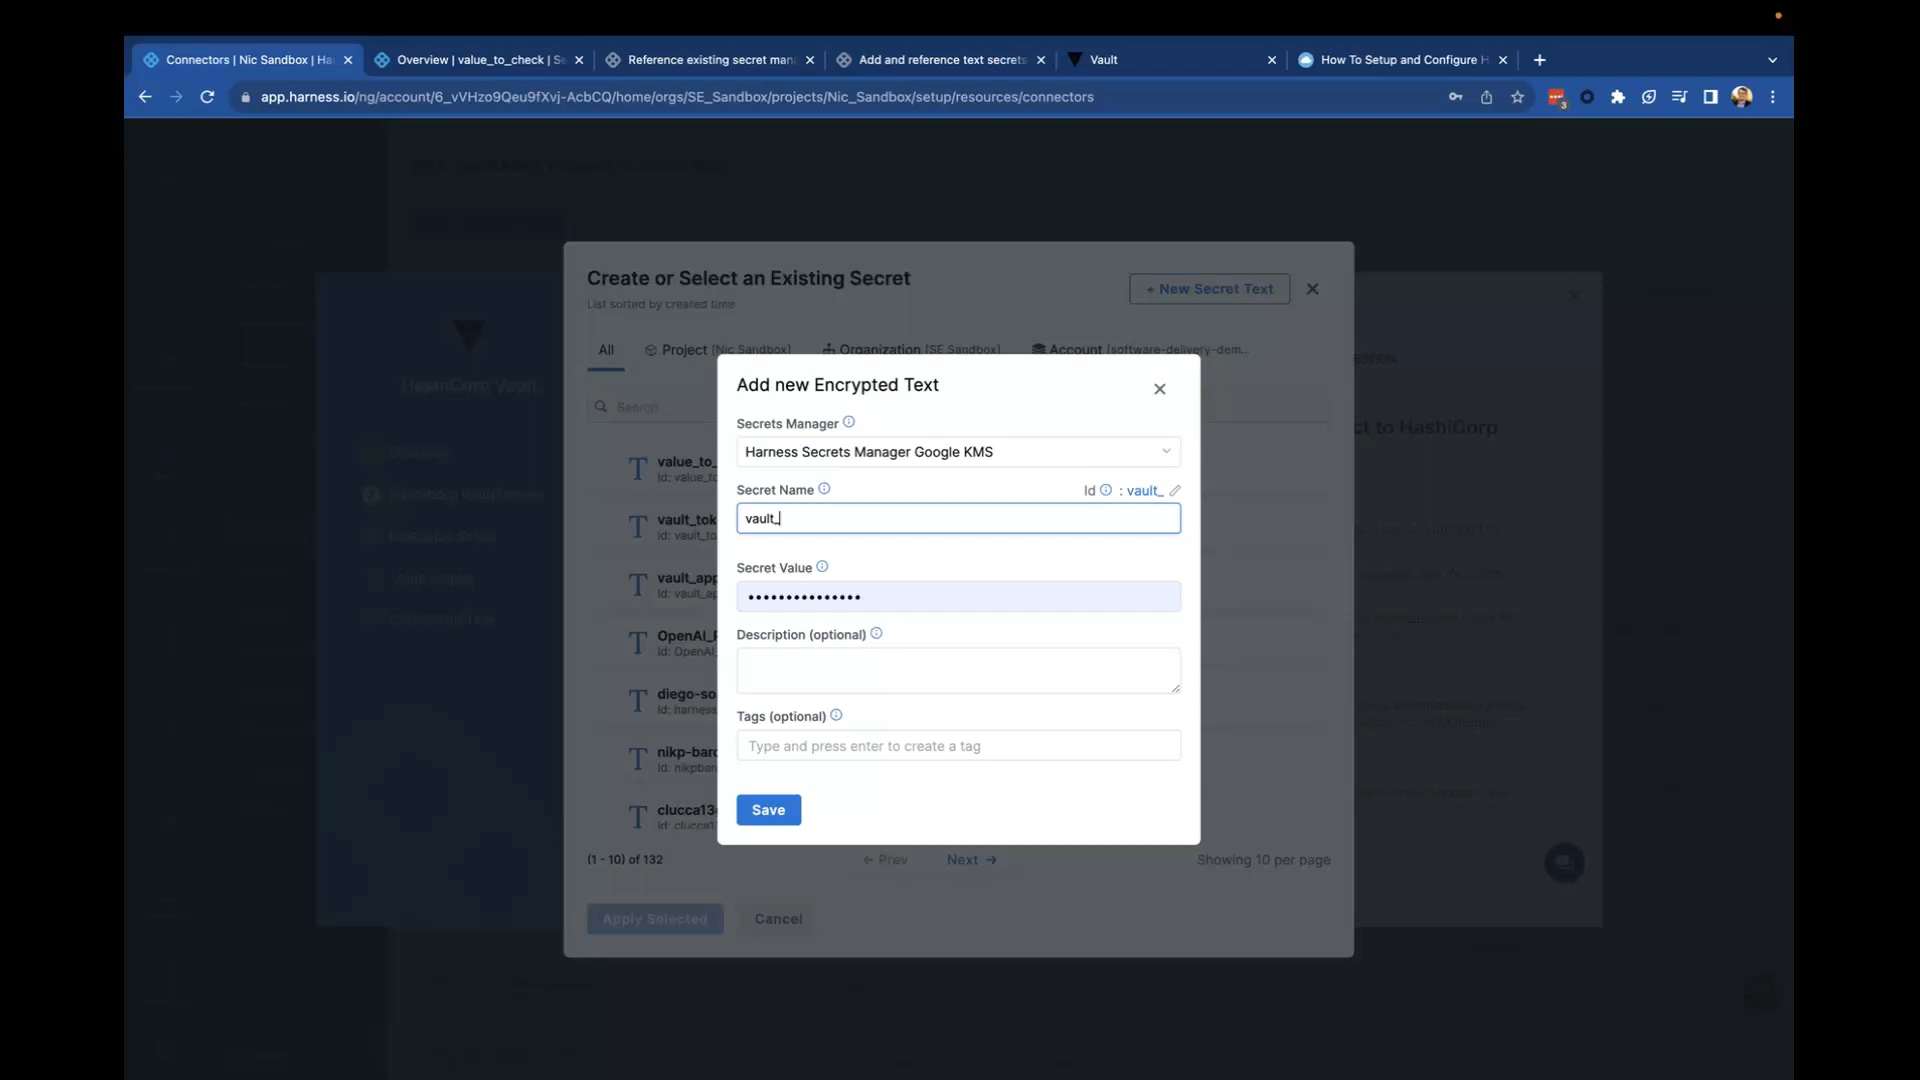 Connectors | Nic Sandbox | Ha
Overview | value_to_check | Se
Reference existing secret man
Add and reference text secrets
Vault
How To Setup and Configure H
app.harness.io/ng/account/6_vVHzo9Qeu9fXvj-AcbCQ/home/orgs/SE_Sandbox/projects/Nic_Sandbox/setup/resources/connectors
3
Create or Select an Existing Secret
List sorted by created time
+ New Secret Text
All
Project [Nic Sandbox]
Organization [SE Sandbox]
Account [software-delivery-dem...
HashiCorp Vault
Search
ct to HashiCorp
Add new Encrypted Text
Secrets Manager
Harness Secrets Manager Google KMS
Secret Name
Id : vault_
vault_
Secret Value
•••••••••••••••
Description (optional)
Tags (optional)
Type and press enter to create a tag
Save
value_to_
Id: value_to
vault_tok
Id: vault_to
vault_app
Id: vault_ap
OpenAI_
Id: OpenAI_
diego-so
Id: harness
nikp-bar
Id: nikpbar
clucca13
Id: clucca1
(1 - 10) of 132
← Prev
Next →
Showing 10 per page
Apply Selected
Cancel